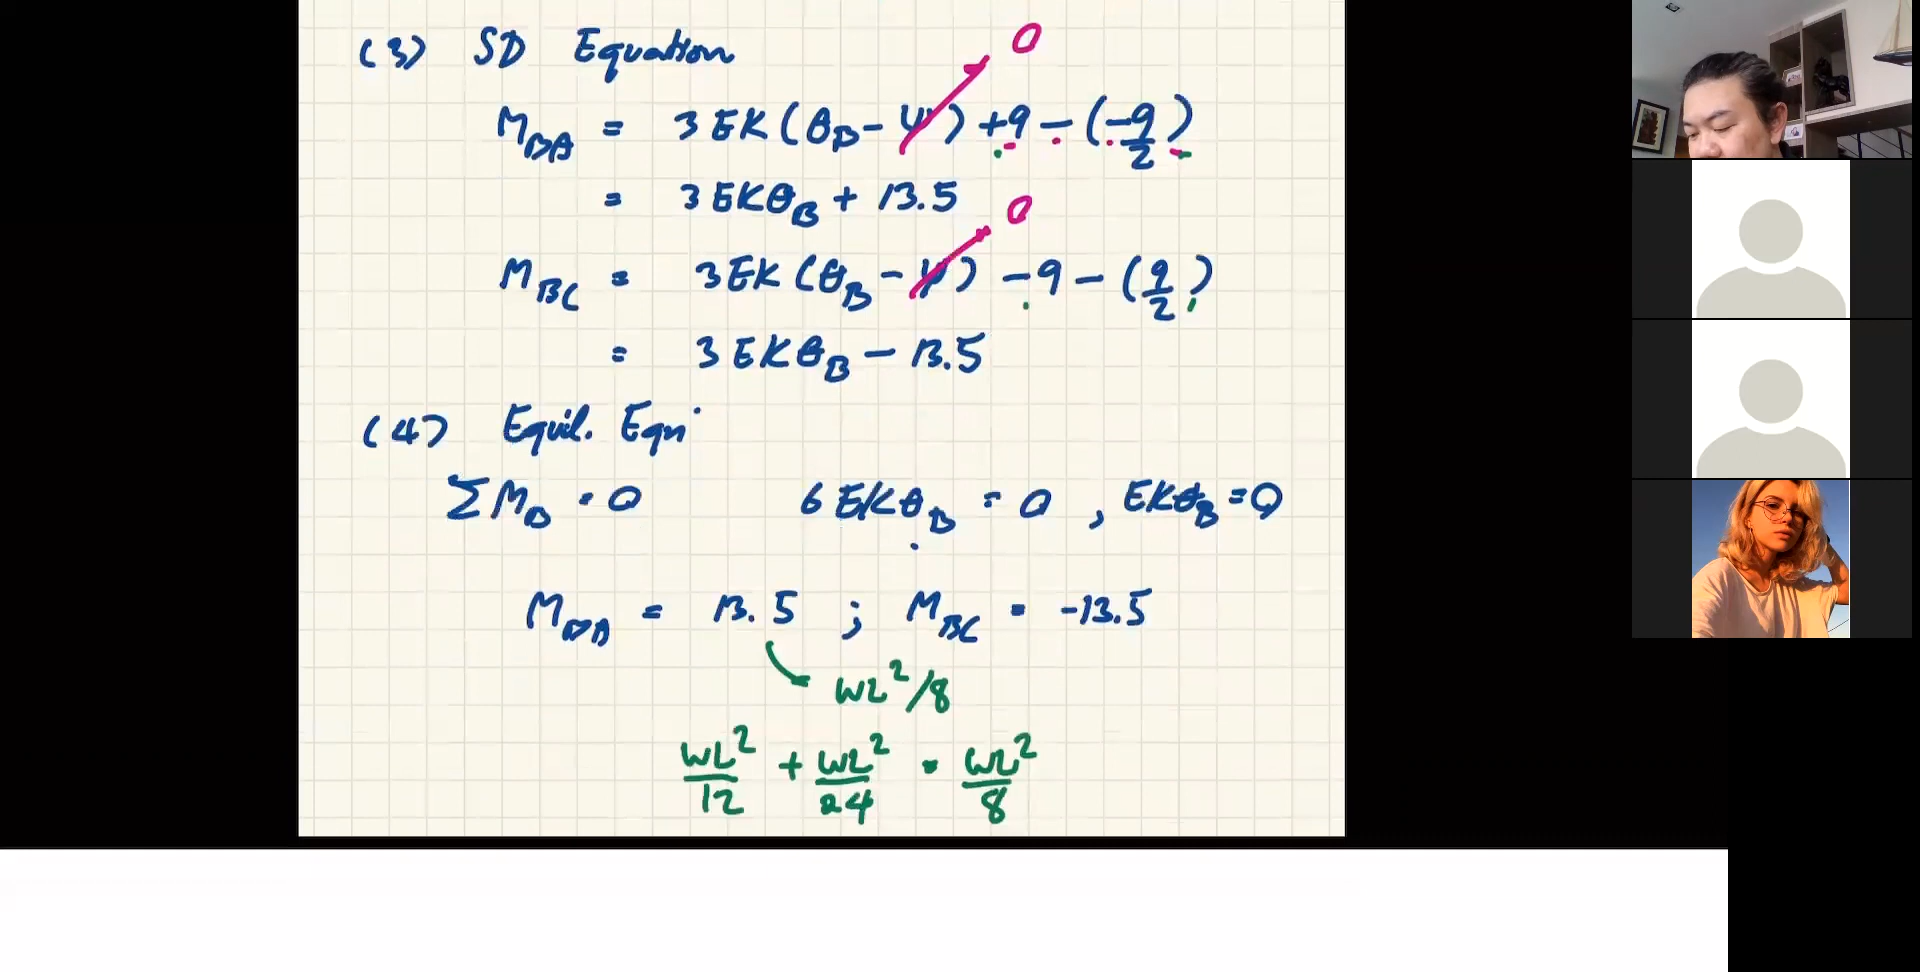 (3) SD Equation
M_BA = 3EK(θ_B - ψ) + 9 - (-9/2) 0
= 3EKθ_B + 13.5
M_BC = 3EK(θ_B - ψ) - 9 - (9/2) 0
= 3EKθ_B - 13.5
(4) Equil. Eqn
ΣM_B = 0 6EKθ_B = 0, EKθ_B = 0
M_BA = 13.5 ; M_BC = -13.5
WL²/8
WL²/12 + WL²/24 = WL²/8